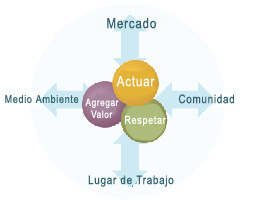 Mercado
Actuar
Medio Ambiente
Agregar
Valor
Comunidad
Respetar
Lugar de Trabajo